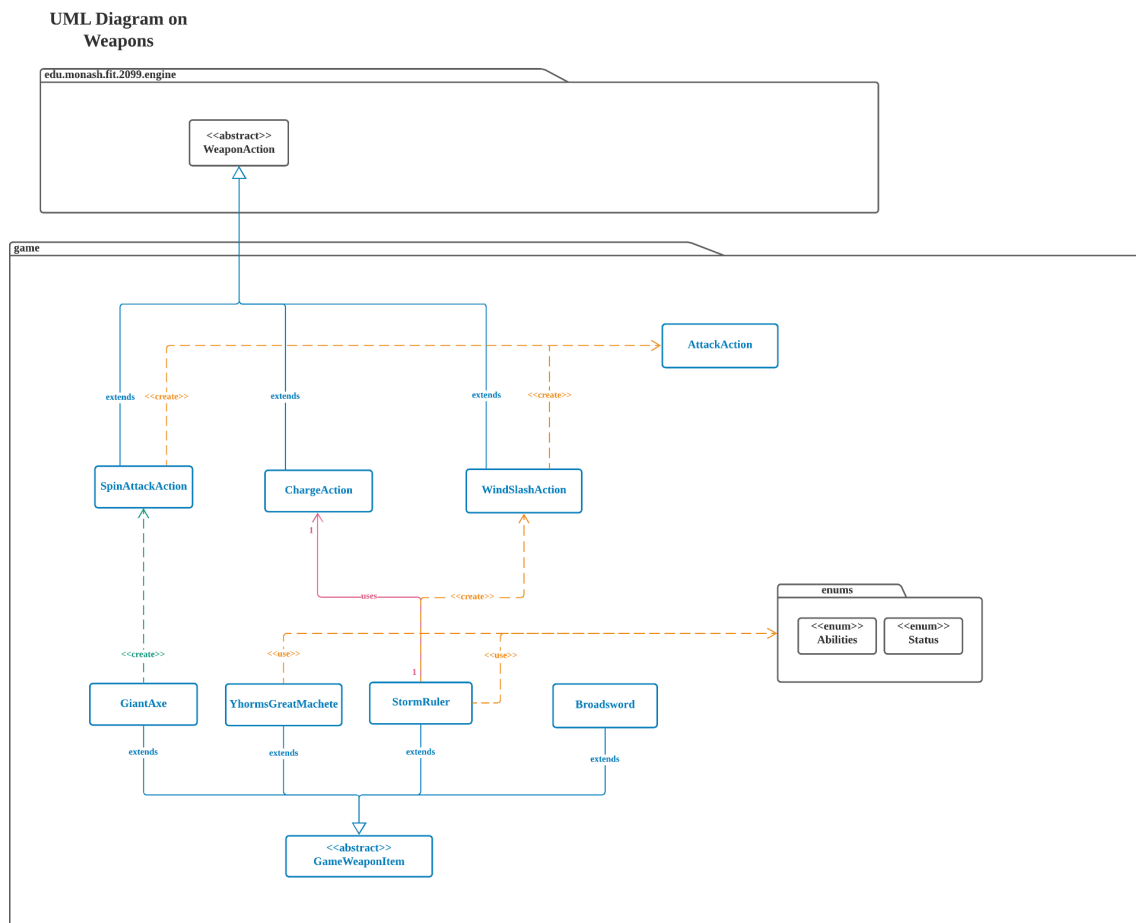 UML Diagram on
Weapons
edu.monash.fit.2099.engine
<<abstract>>
WeaponAction
game
AttackAction
extends
<<create>>
extends
extends
<<create>>
SpinAttackAction
ChargeAction
WindSlashAction
1
uses
<<create>>
enums
<<enum>>
Abilities
<<enum>>
Status
<<create>>
<<use>>
<<use>>
1
GiantAxe
YhormsGreatMachete
StormRuler
Broadsword
extends
extends
extends
extends
<<abstract>>
GameWeaponItem